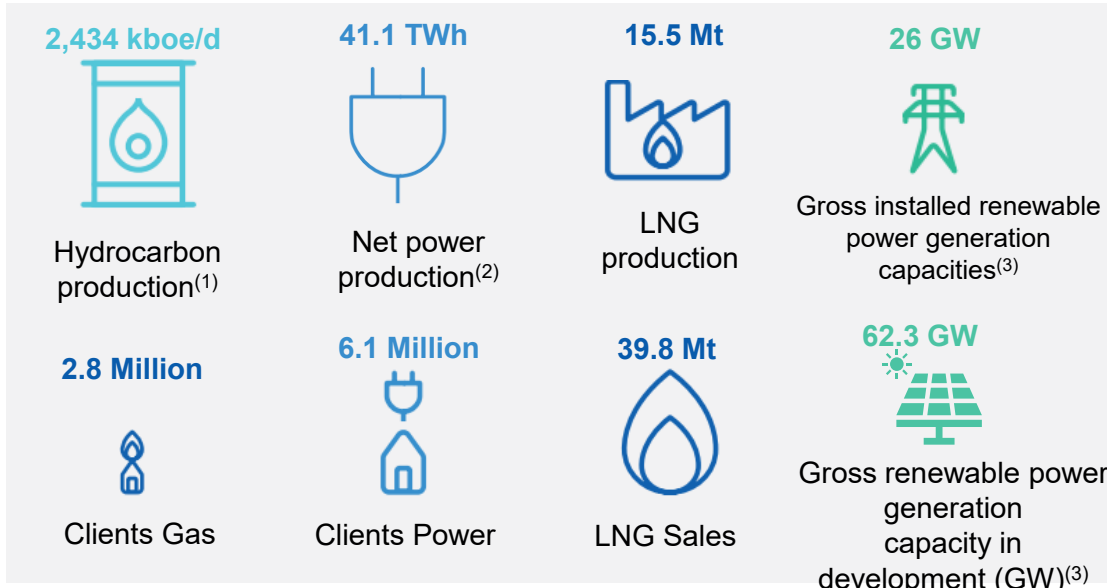 2,434 kboe/d
Hydrocarbon
production(1)
41.1 TWh
Net power
production(2)
15.5 Mt
LNG
production
26 GW
Gross installed renewable
power generation
capacities(3)
2.8 Million
Clients Gas
6.1 Million
Clients Power
39.8 Mt
LNG Sales
62.3 GW
Gross renewable power
generation
capacity in
development (GW)(3)